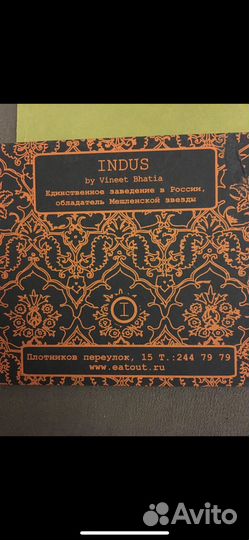 INDUS
by Vineet Bhatia
Единственное заведение в России,
обладатель Мешленской звезды
I
Плотников переулок, 15 Т.:244 79 79
www.eatout.ru
Avito